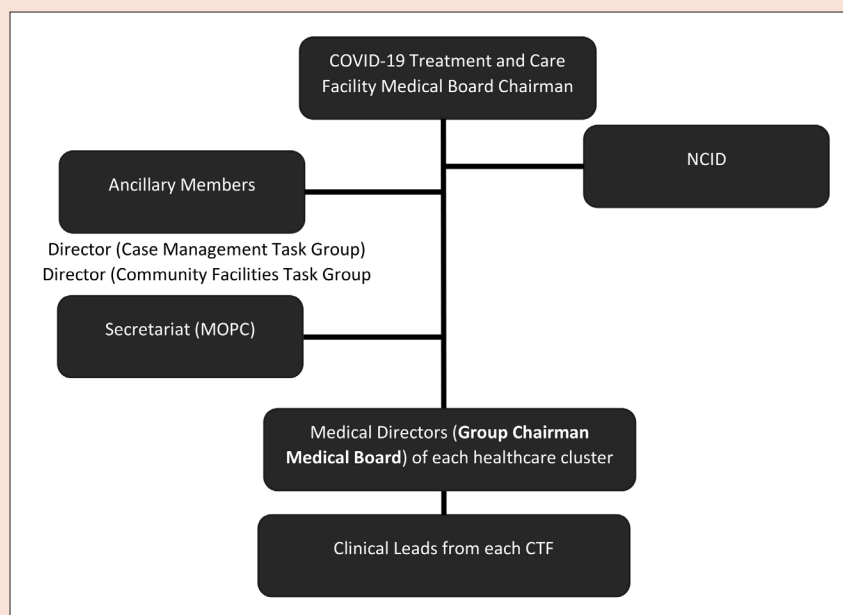 COVID-19 Treatment and Care
Facility Medical Board Chairman
NCID
Ancillary Members
Director (Case Management Task Group)
Director (Community Facilities Task Group
Secretariat (MOPC)
Medical Directors (Group Chairman
Medical Board) of each healthcare cluster
Clinical Leads from each CTF